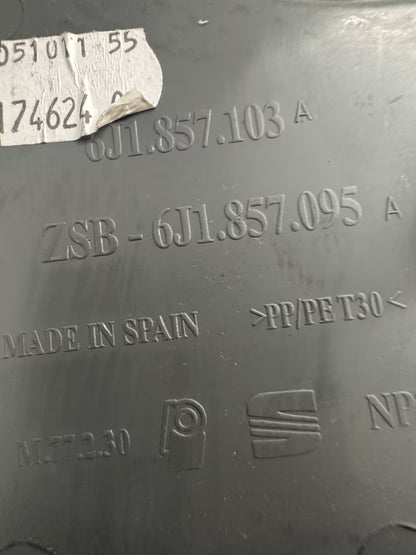 051011 55
174624
6J1.857.103 A
ZSB - 6J1.857.095 A
MADE IN SPAIN >PP/PE T30<
M.77.2.30 NP